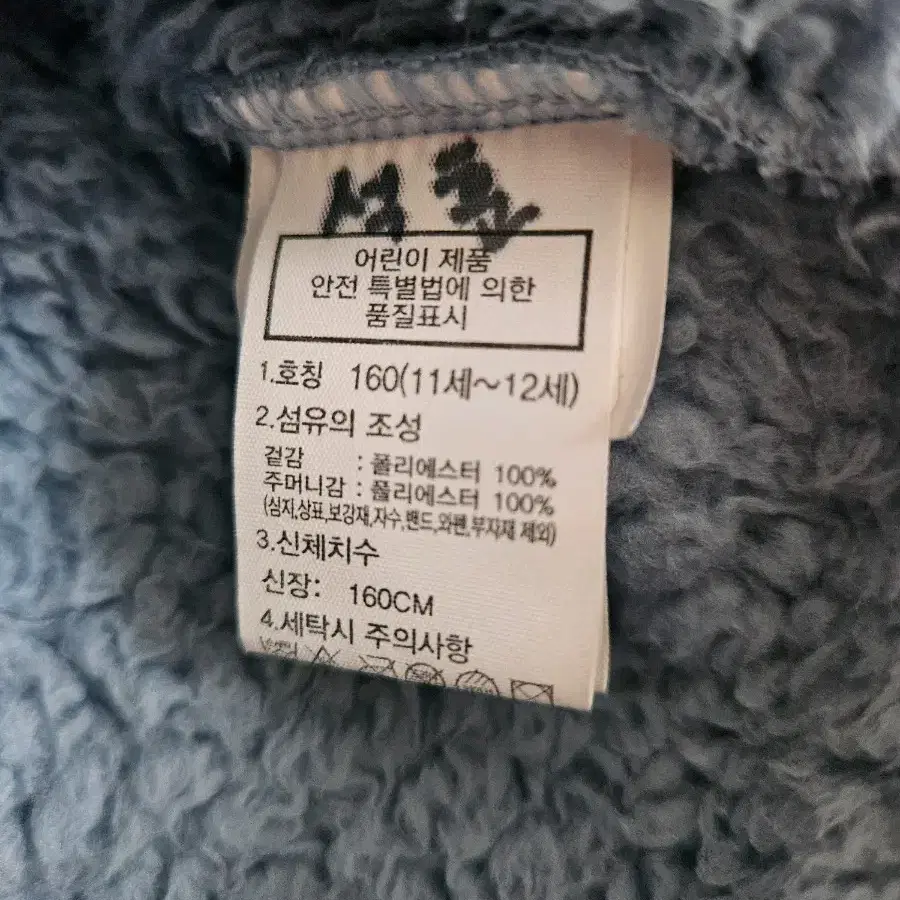 어린이 제품
안전 특별법에 의한
품질표시
1.호칭 160(11세~12세)
2.섬유의 조성
겉감 : 폴리에스터 100%
주머니감 : 폴리에스터 100%
(심지,상표,보강재,자수,밴드,와펜,부자재 제외)
3.신체치수
신장: 160CM
4.세탁시 주의사항